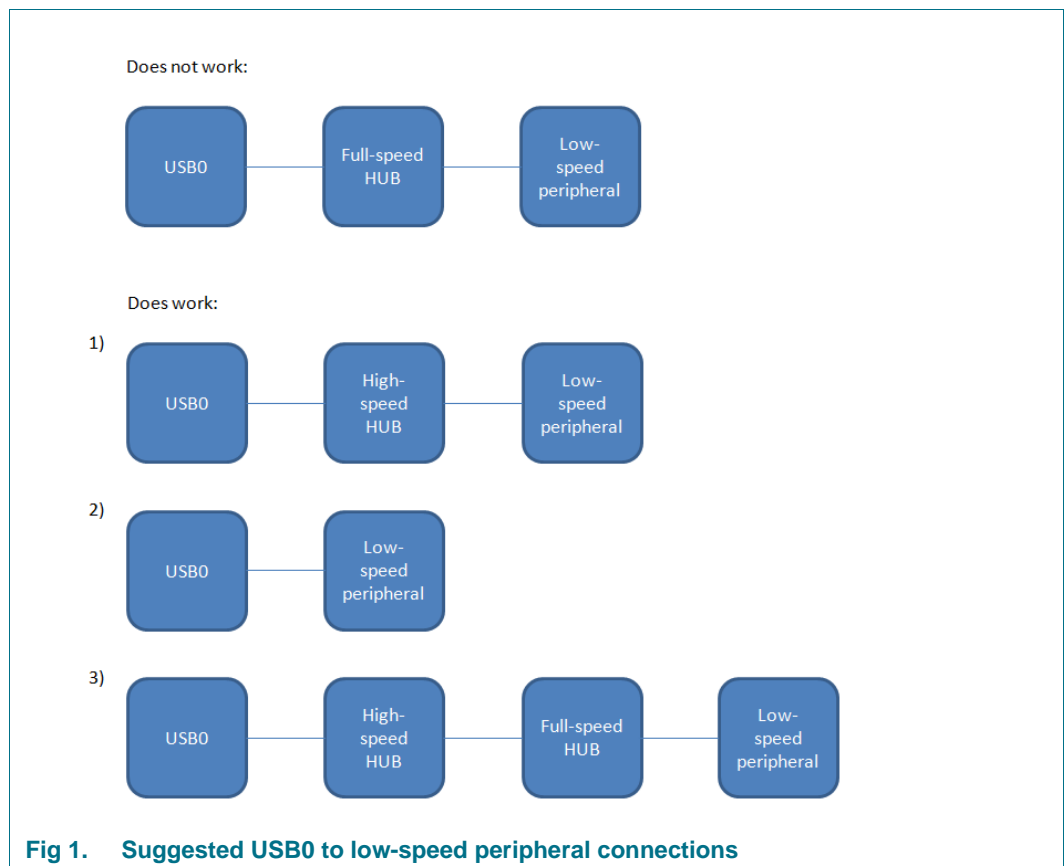 Does not work:
USB0
Full-speed
HUB
Low-
speed
peripheral
Does work:
1)
USB0
High-
speed
HUB
Low-
speed
peripheral
2)
USB0
Low-
speed
peripheral
3)
USB0
High-
speed
HUB
Full-speed
HUB
Low-
speed
peripheral
Fig 1. Suggested USB0 to low-speed peripheral connections